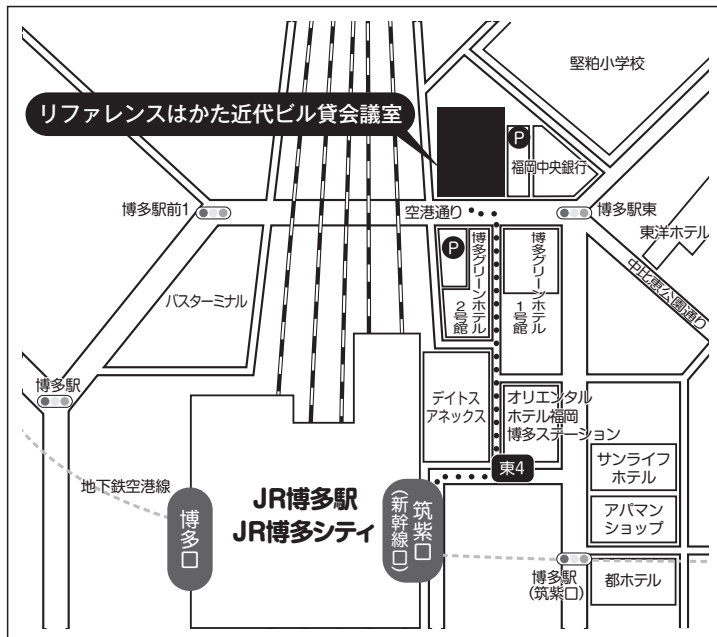 堅粕小学校
リファレンスはかた近代ビル貸会議室
P
福岡中央銀行
博多駅前1
空港通り
博多駅東
東洋ホテル
P
博多グリーンホテル
2号館
博多グリーンホテル
1号館
中比恵公園通り
バスターミナル
博多駅
デイトス
アネックス
オリエンタル
ホテル福岡
博多ステーション
東4
サンライフ
ホテル
地下鉄空港線
博多口
JR博多駅
JR博多シティ
筑紫口
(新幹線口)
アパマン
ショップ
博多駅
(筑紫口)
都ホテル